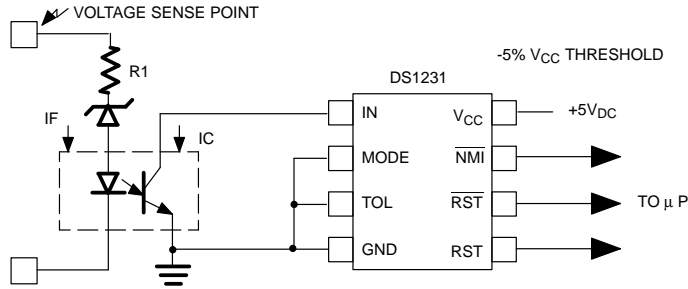 VOLTAGE SENSE POINT
R1
-5% VCC THRESHOLD
DS1231
IF
IC
IN
MODE
TOL
GND
VCC
NMI
RST
RST
+5VDC
TO μ P